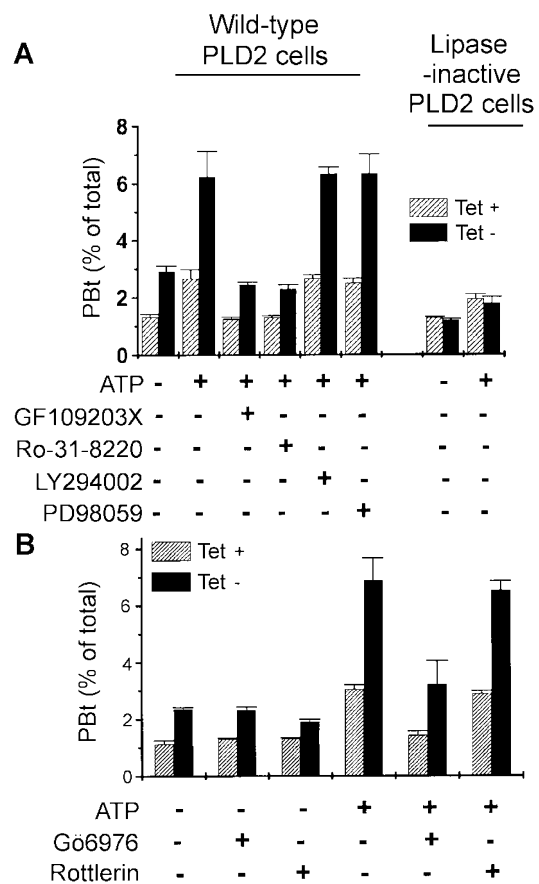 A
Wild-type
PLD2 cells
Lipase
-inactive
PLD2 cells
PBt (% of total)
8
6
4
2
0
Tet +
Tet -
ATP - + + + + + - +
GF109203X - - + - - - - -
Ro-31-8220 - - - + - - - -
LY294002 - - - - + - - -
PD98059 - - - - - + - -
B
Tet +
Tet -
PBt (% of total)
8
6
4
2
0
ATP - - - + + +
Gö6976 - + - - + -
Rottlerin - - + - - +